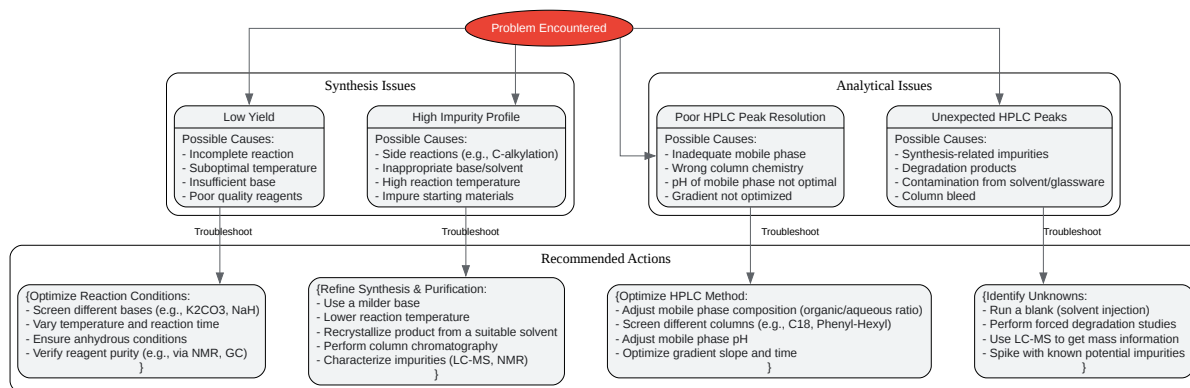 Problem Encountered
Synthesis Issues
Low Yield
Possible Causes:
- Incomplete reaction
- Suboptimal temperature
- Insufficient base
- Poor quality reagents
High Impurity Profile
Possible Causes:
- Side reactions (e.g., C-alkylation)
- Inappropriate base/solvent
- High reaction temperature
- Impure starting materials
Analytical Issues
Poor HPLC Peak Resolution
Possible Causes:
- Inadequate mobile phase
- Wrong column chemistry
- pH of mobile phase not optimal
- Gradient not optimized
Unexpected HPLC Peaks
Possible Causes:
- Synthesis-related impurities
- Degradation products
- Contamination from solvent/glassware
- Column bleed
Troubleshoot
Troubleshoot
Troubleshoot
Troubleshoot
Recommended Actions
{Optimize Reaction Conditions:
- Screen different bases (e.g., K2CO3, NaH)
- Vary temperature and reaction time
- Ensure anhydrous conditions
- Verify reagent purity (e.g., via NMR, GC)
}
{Refine Synthesis & Purification:
- Use a milder base
- Lower reaction temperature
- Recrystallize product from a suitable solvent
- Perform column chromatography
- Characterize impurities (LC-MS, NMR)
}
{Optimize HPLC Method:
- Adjust mobile phase composition (organic/aqueous ratio)
- Screen different columns (e.g., C18, Phenyl-Hexyl)
- Adjust mobile phase pH
- Optimize gradient slope and time
}
{Identify Unknowns:
- Run a blank (solvent injection)
- Perform forced degradation studies
- Use LC-MS to get mass information
- Spike with known potential impurities
}